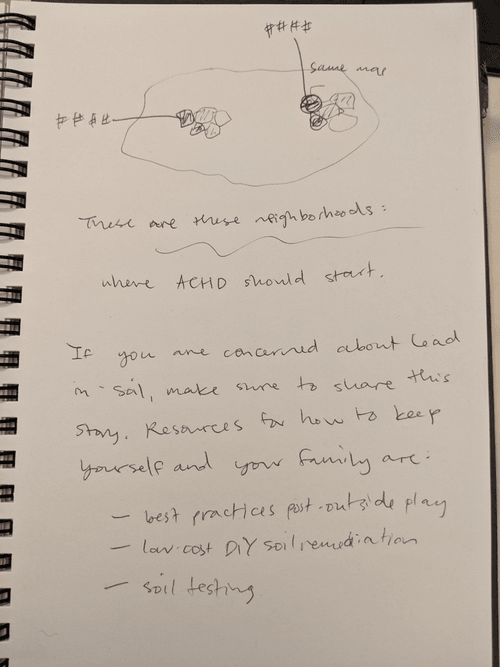 ####
same map
####
These are these neighborhoods:
where ACHD should start.
If you are concerned about lead
in soil, make sure to share this
story. Resources for how to keep
yourself and your family are:
– best practices post-outside play
– low-cost DIY soil remediation
– soil testing